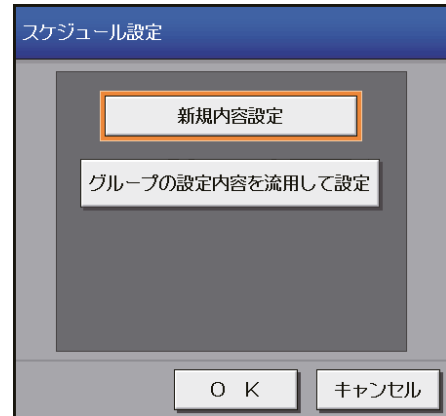 スケジュール設定
新規内容設定
グループの設定内容を流用して設定
O K
キャンセル